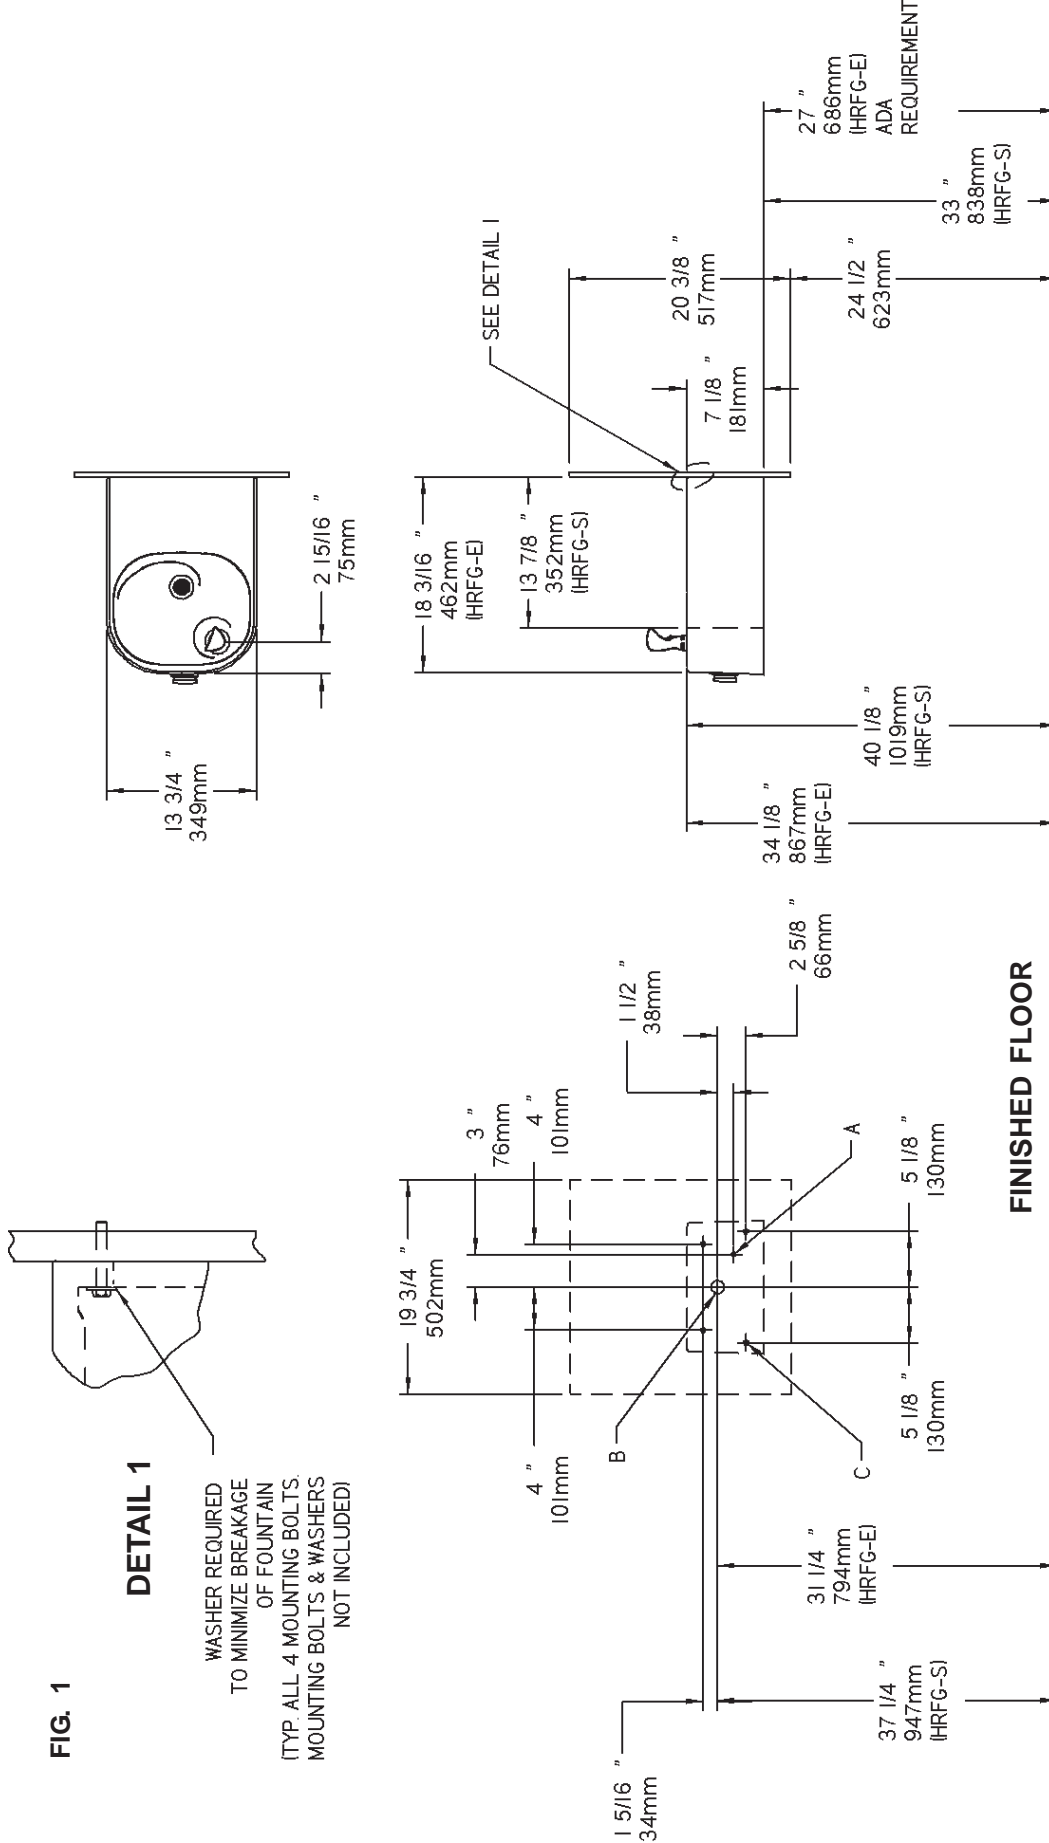 FIG. 1
DETAIL 1
WASHER REQUIRED
TO MINIMIZE BREAKAGE
OF FOUNTAIN
(TYP. ALL 4 MOUNTING BOLTS.
MOUNTING BOLTS & WASHERS
NOT INCLUDED)
13 3/4 "
349mm
2 15/16 "
75mm
19 3/4 "
502mm
3 "
76mm
4 "
101mm
4 "
101mm
1 1/2 "
38mm
2 5/8 "
66mm
B
A
C
5 1/8 "
130mm
5 1/8 "
130mm
1 5/16 "
34mm
31 1/4 "
794mm
(HRFG-E)
37 1/4 "
947mm
(HRFG-S)
FINISHED FLOOR
18 3/16 "
462mm
(HRFG-E)
13 7/8 "
352mm
(HRFG-S)
SEE DETAIL 1
20 3/8 "
517mm
7 1/8 "
181mm
24 1/2 "
623mm
27 "
686mm
(HRFG-E)
ADA
REQUIREMENT
33 "
838mm
(HRFG-S)
34 1/8 "
867mm
(HRFG-E)
40 1/8 "
1019mm
(HRFG-S)